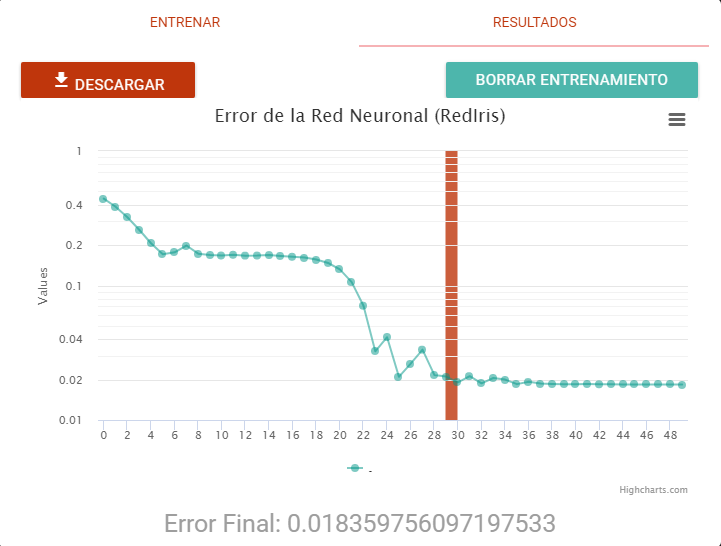 ENTRENAR RESULTADOS
DESCARGAR BORRAR ENTRENAMIENTO
Error de la Red Neuronal (RedIris)
1
0.4
0.2
0.1
0.04
0.02
0.01
Values
0 2 4 6 8 10 12 14 16 18 20 22 24 26 28 30 32 34 36 38 40 42 44 46 48
-
Highcharts.com
Error Final: 0.018359756097197533